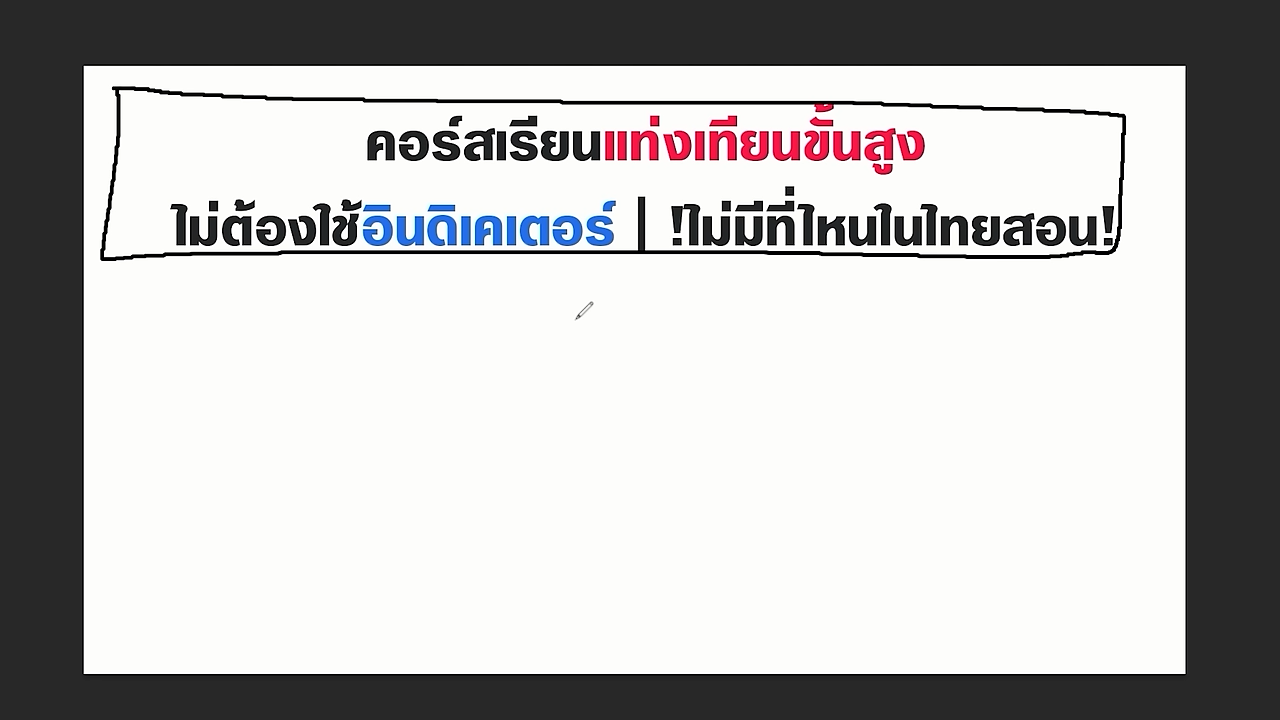 คอร์สเรียนแท่งเทียนขั้นสูง
ไม่ต้องใช้อินดิเคเตอร์ | !ไม่มีที่ไหนในไทยสอน!